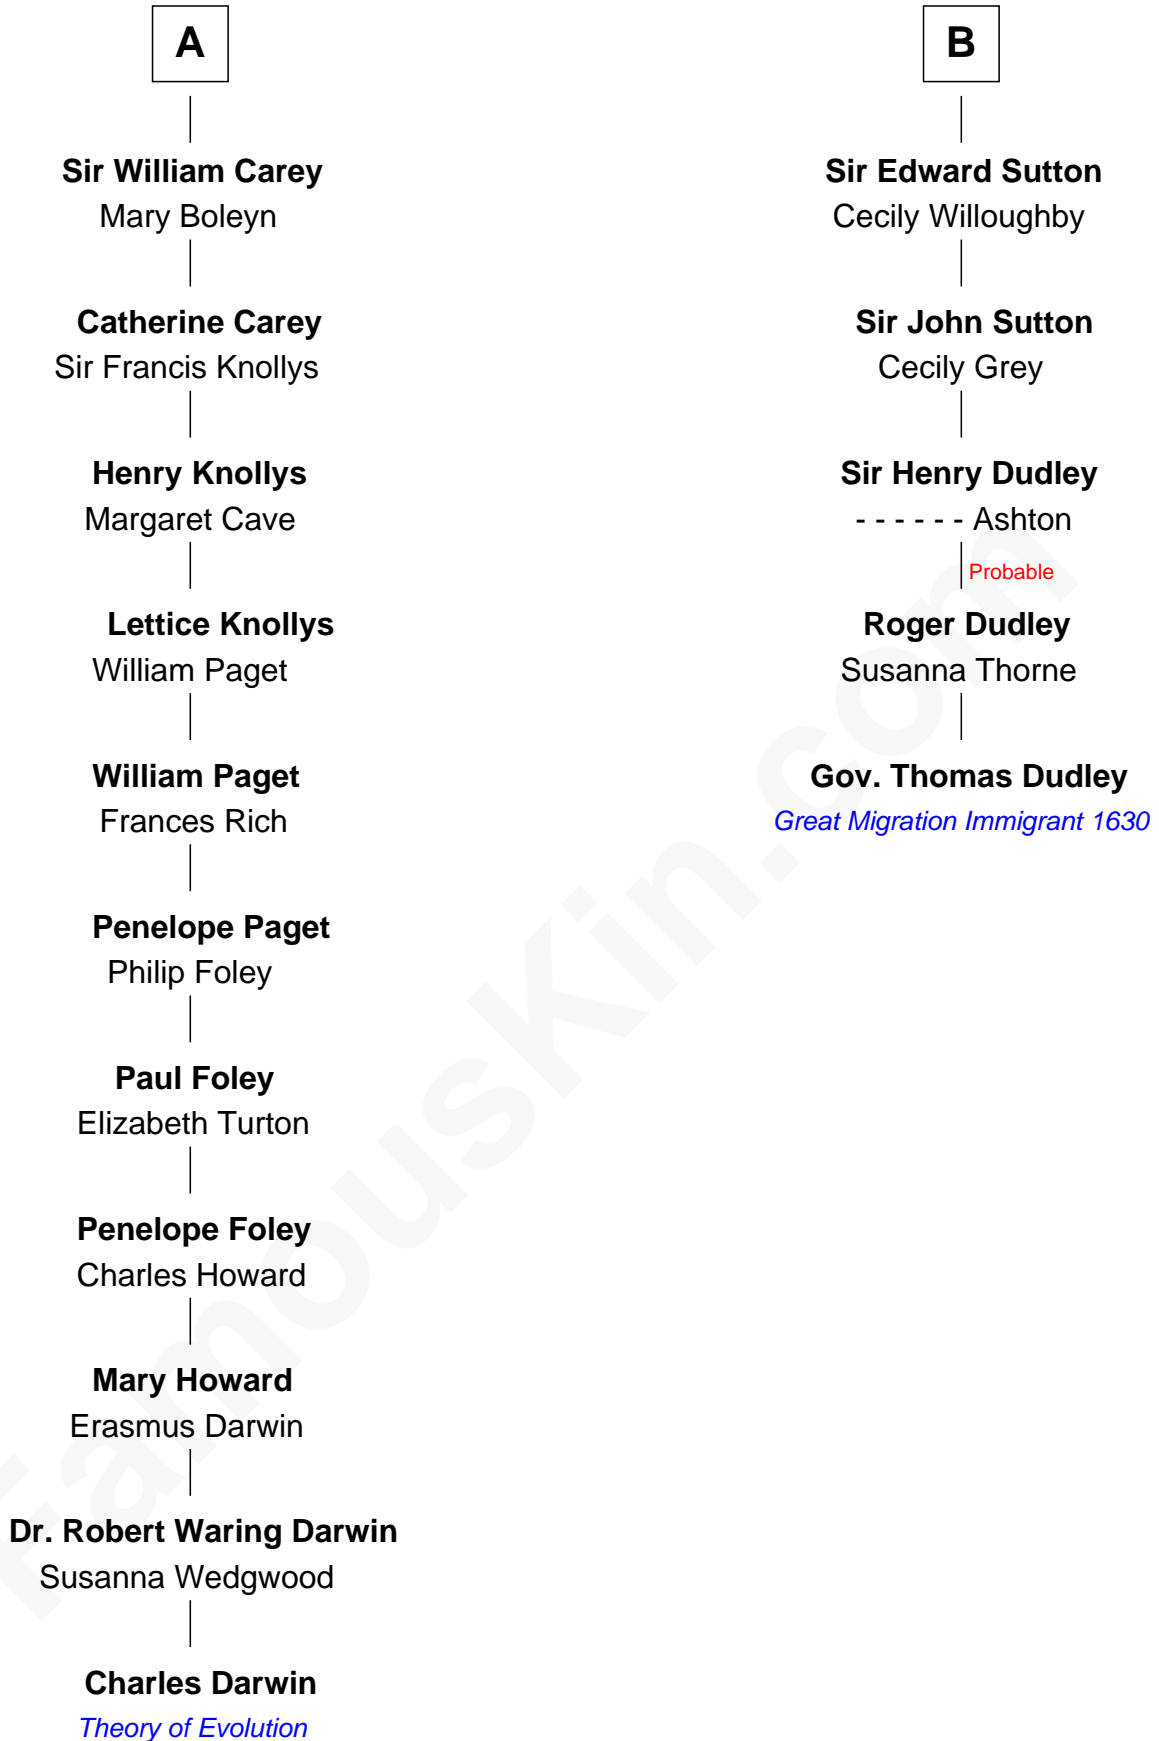 A
Sir William Carey
Mary Boleyn
Catherine Carey
Sir Francis Knollys
Henry Knollys
Margaret Cave
Lettice Knollys
William Paget
William Paget
Frances Rich
Penelope Paget
Philip Foley
Paul Foley
Elizabeth Turton
Penelope Foley
Charles Howard
Mary Howard
Erasmus Darwin
Dr. Robert Waring Darwin
Susanna Wedgwood
Charles Darwin
Theory of Evolution
B
Sir Edward Sutton
Cecily Willoughby
Sir John Sutton
Cecily Grey
Sir Henry Dudley
- - - - - - Ashton
Probable
Roger Dudley
Susanna Thorne
Gov. Thomas Dudley
Great Migration Immigrant 1630
FamousKin.com